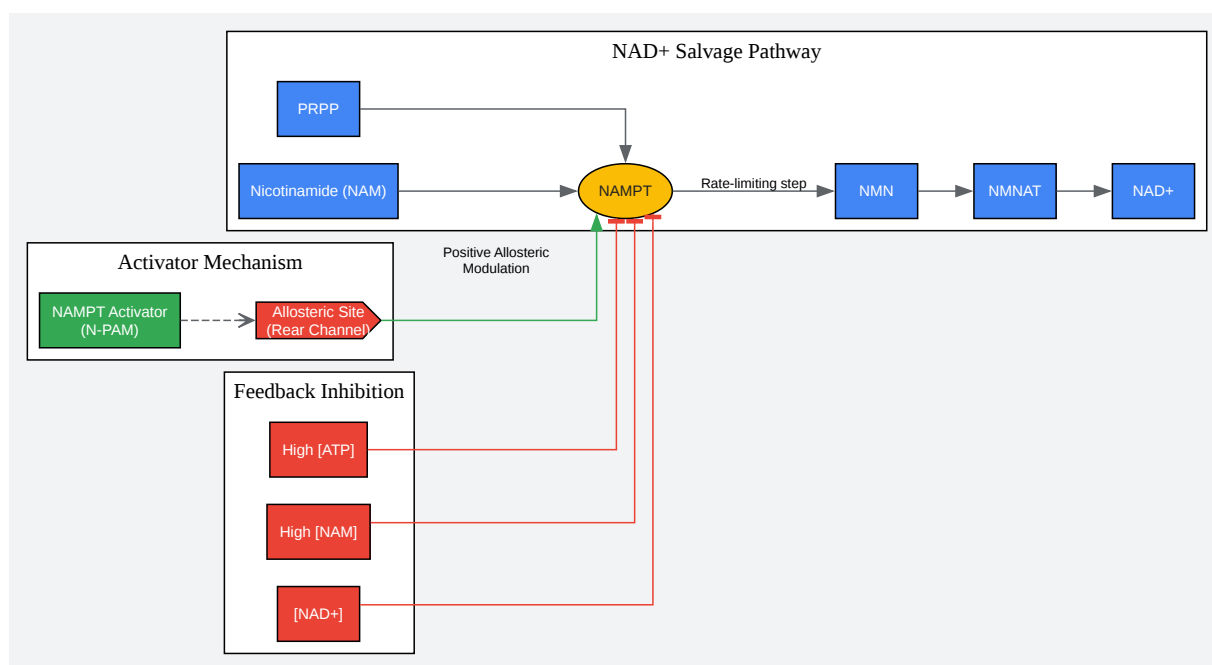 NAD+ Salvage Pathway
PRPP
Nicotinamide (NAM)
NAMPT
Rate-limiting step
NMN
NMNAT
NAD+
Activator Mechanism
NAMPT Activator
(N-PAM)
Allosteric Site
(Rear Channel)
Positive Allosteric
Modulation
Feedback Inhibition
High [ATP]
High [NAM]
[NAD+]